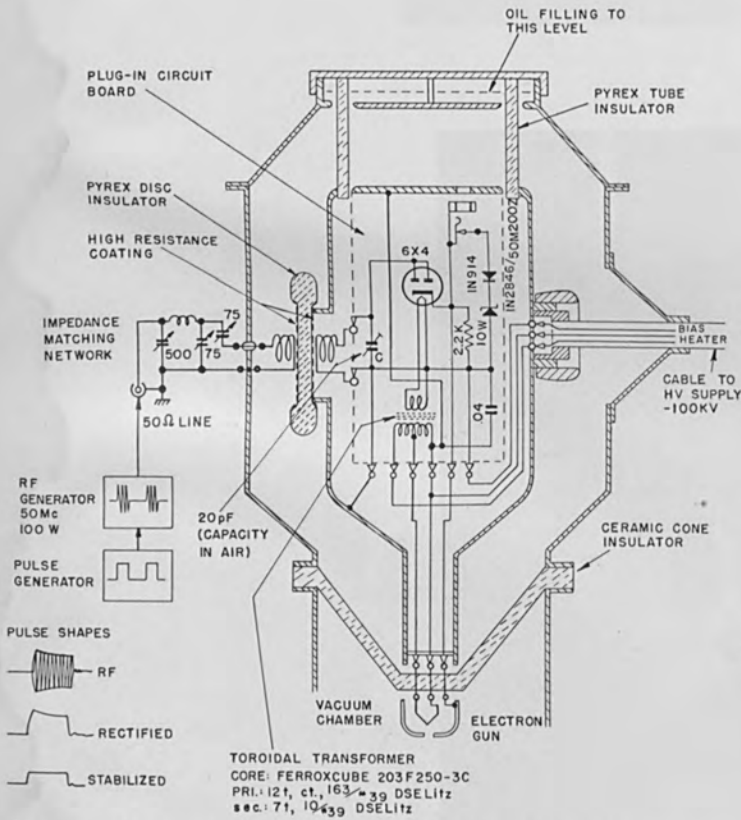 OIL FILLING TO
THIS LEVEL
PLUG-IN CIRCUIT
BOARD
PYREX TUBE
INSULATOR
PYREX DISC
INSULATOR
HIGH RESISTANCE
COATING
6X4
IN914
IN2846/50M200Z
2.2K
10W
C
.04
75
500
75
IMPEDANCE
MATCHING
NETWORK
50Ω LINE
BIAS
HEATER
CABLE TO
HV SUPPLY
-100KV
RF
GENERATOR
50Mc
100 W
20pF
(CAPACITY
IN AIR)
CERAMIC CONE
INSULATOR
PULSE
GENERATOR
PULSE SHAPES
RF
RECTIFIED
STABILIZED
VACUUM
CHAMBER
ELECTRON
GUN
TOROIDAL TRANSFORMER
CORE: FERROXCUBE 203F250-3C
PRI.: 12t, ct., 163/#39 DSELitz
sec.: 7t, 10/#39 DSELitz